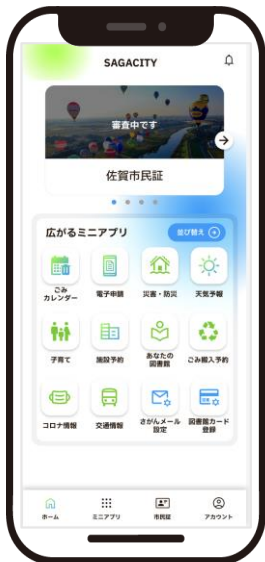 SAGACITY
審査中です
佐賀市民証
広がるミニアプリ
並び替え
ごみ
カレンダー
電子申請
災害・防災
天気予報
子育て
施設予約
あなたの
図書館
ごみ搬入予約
コロナ情報
交通情報
さがんメール
設定
図書館カード
登録
ホーム
ミニアプリ
市民証
アカウント